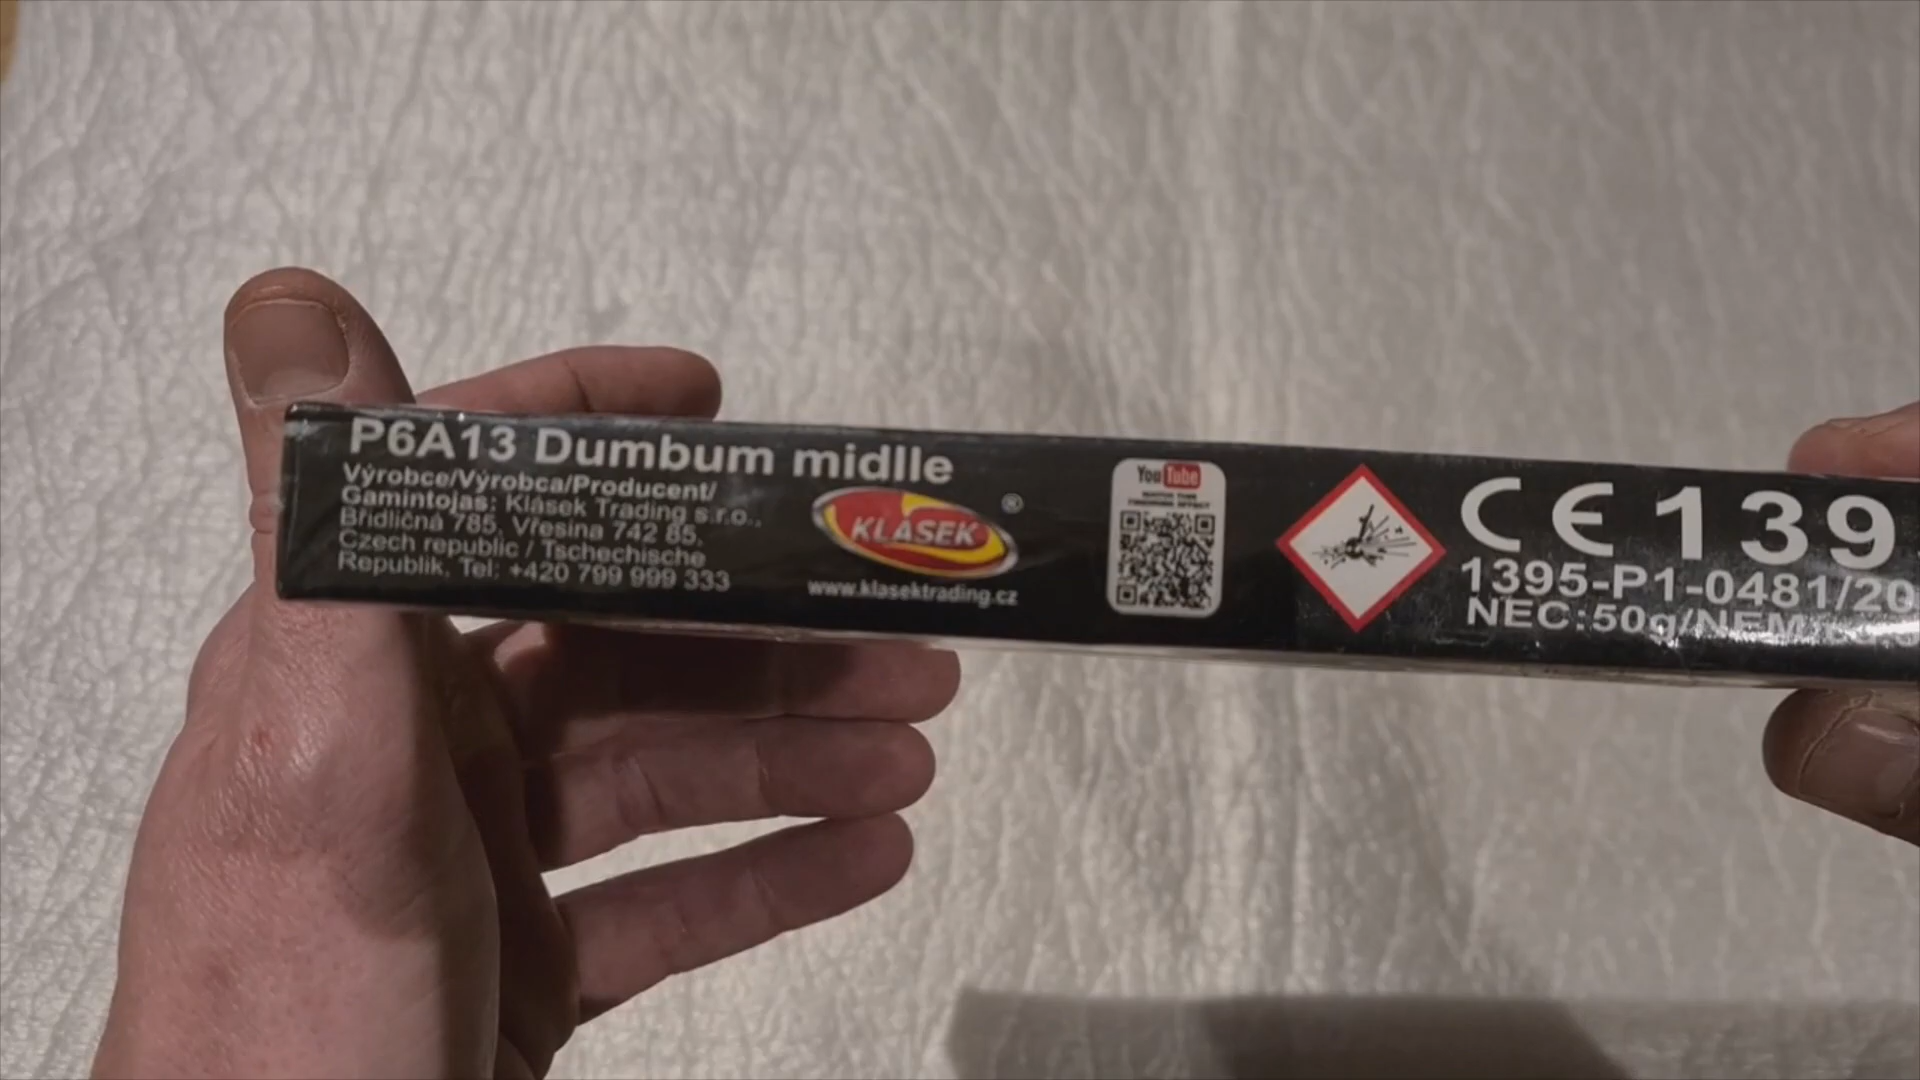 P6A13 Dumbum midlle
Výrobce/Výrobca/Producent/
Gamintojas: Klásek Trading s.r.o.,
Břidličná 785, Vřesina 742 85,
Czech republic / Tschechische
Republik, Tel: +420 799 999 333
KLÁSEK ®
www.klasektrading.cz
YouTube
CE 139
1395-P1-0481/20
NEC:50g/NEM: